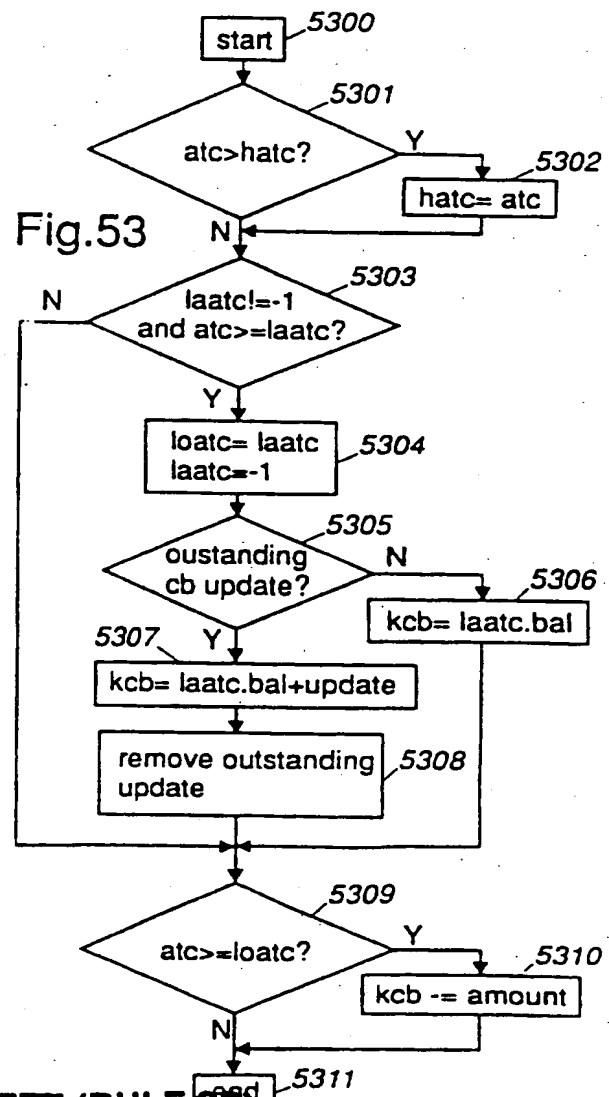 start
5300
5301
atc>hatc?
Y
5302
hatc= atc
Fig.53
N
5303
N
laatc!=-1
and atc>=laatc?
Y
loatc= laatc
laatc=-1
5304
5305
oustanding
cb update?
N
5306
kcb= laatc.bal
5307
Y
kcb= laatc.bal+update
remove outstanding
update
5308
5309
atc>=loatc?
Y
5310
kcb -= amount
N
end
5311